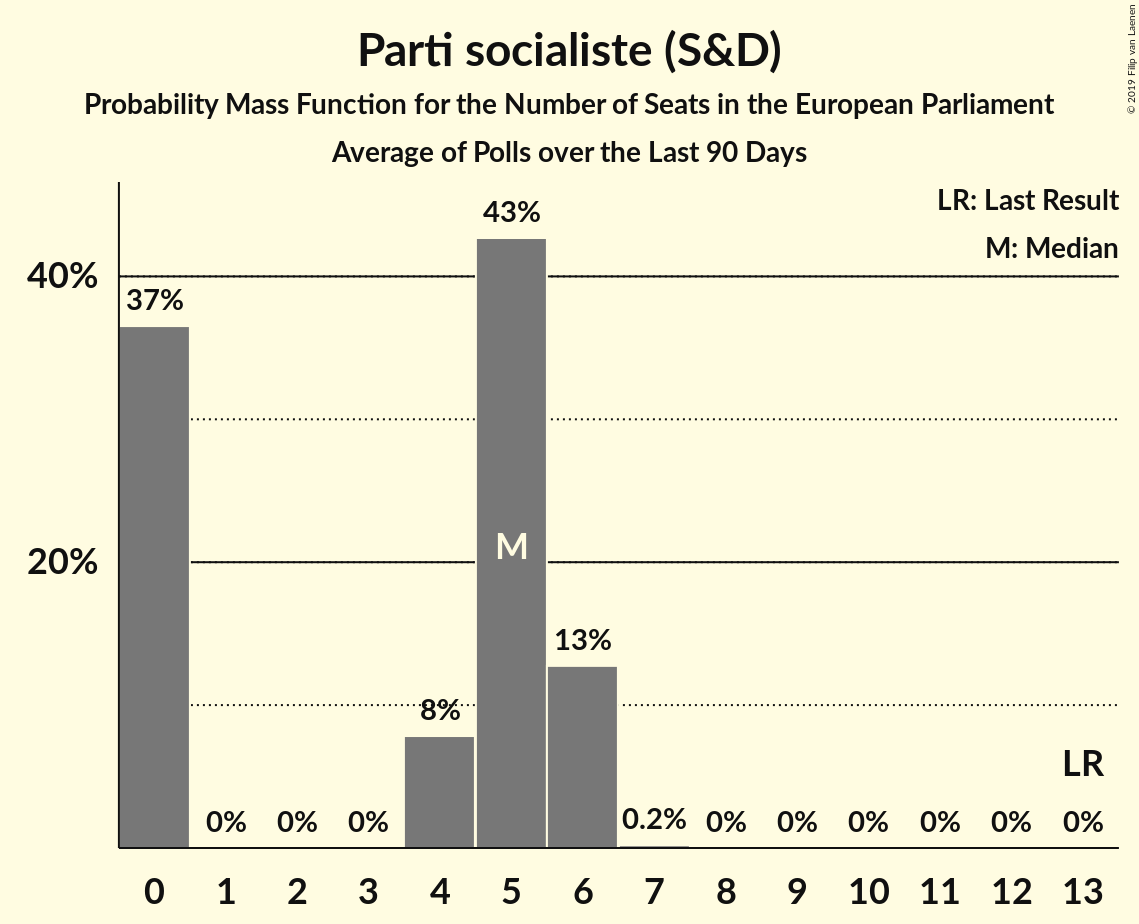 Parti socialiste (S&D)
Probability Mass Function for the Number of Seats in the European Parliament
Average of Polls over the Last 90 Days
© 2019 Filip van Laenen
LR: Last Result
M: Median
43%
40%
37%
M
20%
13%
8%
LR
0% 0% 0% 0.2% 0% 0% 0% 0% 0% 0%
0 1 2 3 4 5 6 7 8 9 10 11 12 13